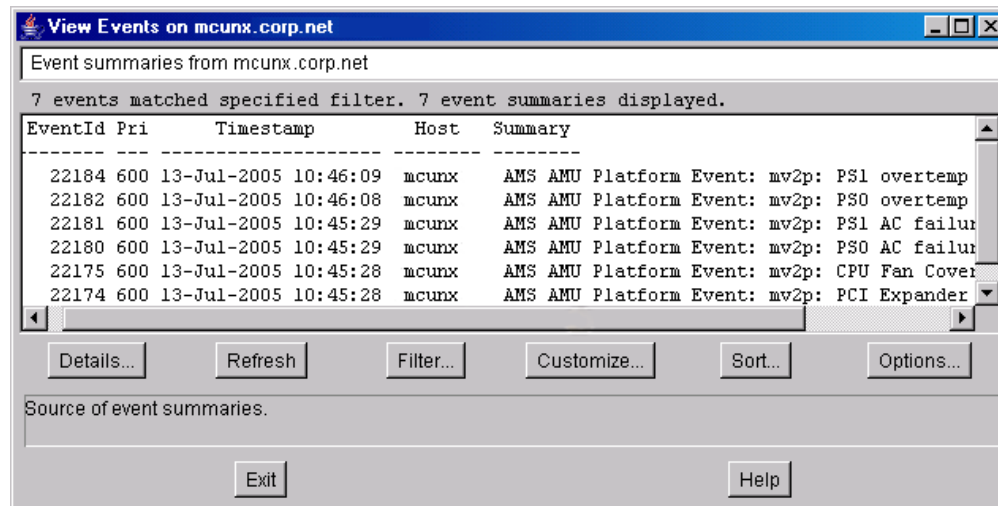 View Events on mcunx.corp.net
Event summaries from mcunx.corp.net
7 events matched specified filter. 7 event summaries displayed.
EventId Pri Timestamp Host Summary
-------- --- -------------------- -------- --------
22184 600 13-Jul-2005 10:46:09 mcunx AMS AMU Platform Event: mv2p: PS1 overtemp
22182 600 13-Jul-2005 10:46:08 mcunx AMS AMU Platform Event: mv2p: PS0 overtemp
22181 600 13-Jul-2005 10:45:29 mcunx AMS AMU Platform Event: mv2p: PS1 AC failur
22180 600 13-Jul-2005 10:45:29 mcunx AMS AMU Platform Event: mv2p: PS0 AC failur
22175 600 13-Jul-2005 10:45:28 mcunx AMS AMU Platform Event: mv2p: CPU Fan Cover
22174 600 13-Jul-2005 10:45:28 mcunx AMS AMU Platform Event: mv2p: PCI Expander
Details... Refresh Filter... Customize... Sort... Options...
Source of event summaries.
Exit Help